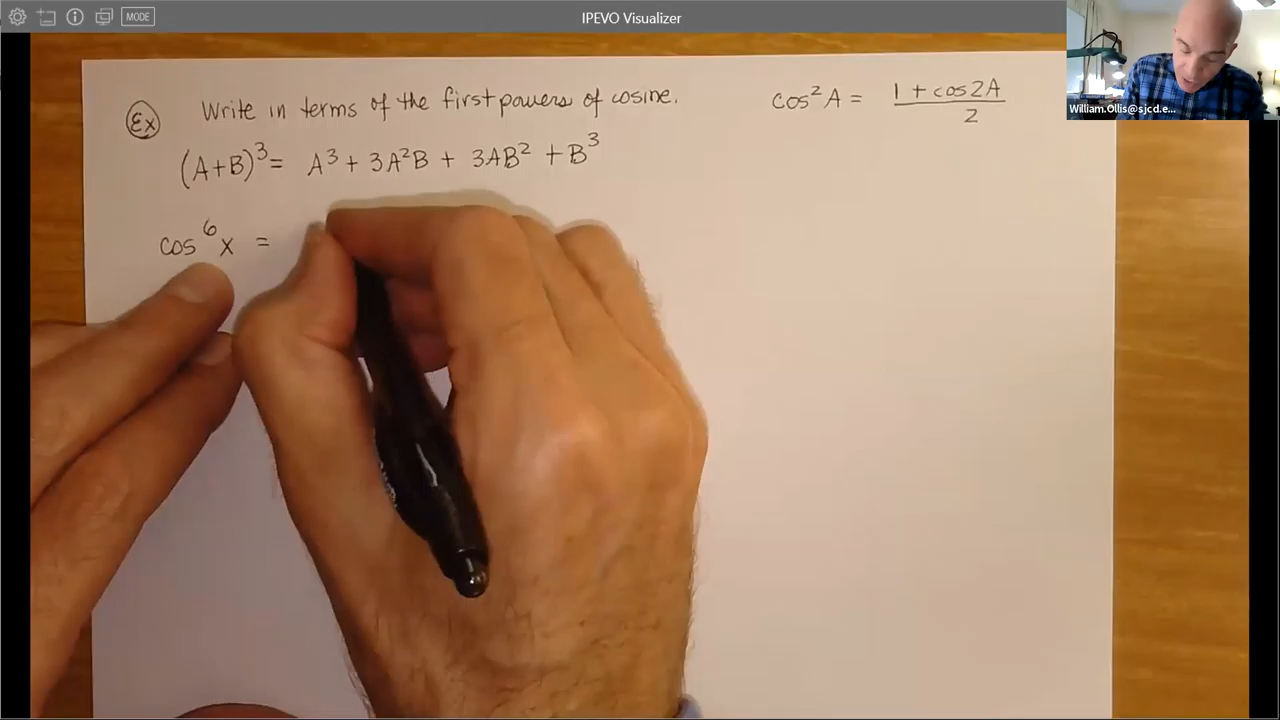 MODE
IPEVO Visualizer
Ex Write in terms of the first powers of cosine.
cos²A = (1 + cos2A)/2
(A+B)³ = A³ + 3A²B + 3AB² + B³
cos⁶x =
William.Ollis@sjcd.e...